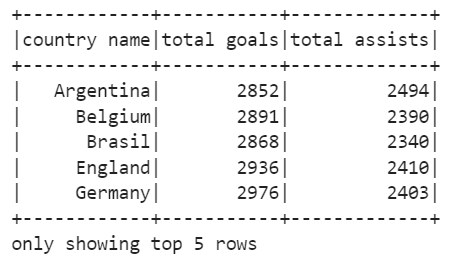 +------------+-----------+-------------+
|country name|total goals|total assists|
+------------+-----------+-------------+
|   Argentina|       2852|         2494|
|     Belgium|       2891|         2390|
|      Brasil|       2868|         2340|
|     England|       2936|         2410|
|     Germany|       2976|         2403|
+------------+-----------+-------------+
only showing top 5 rows